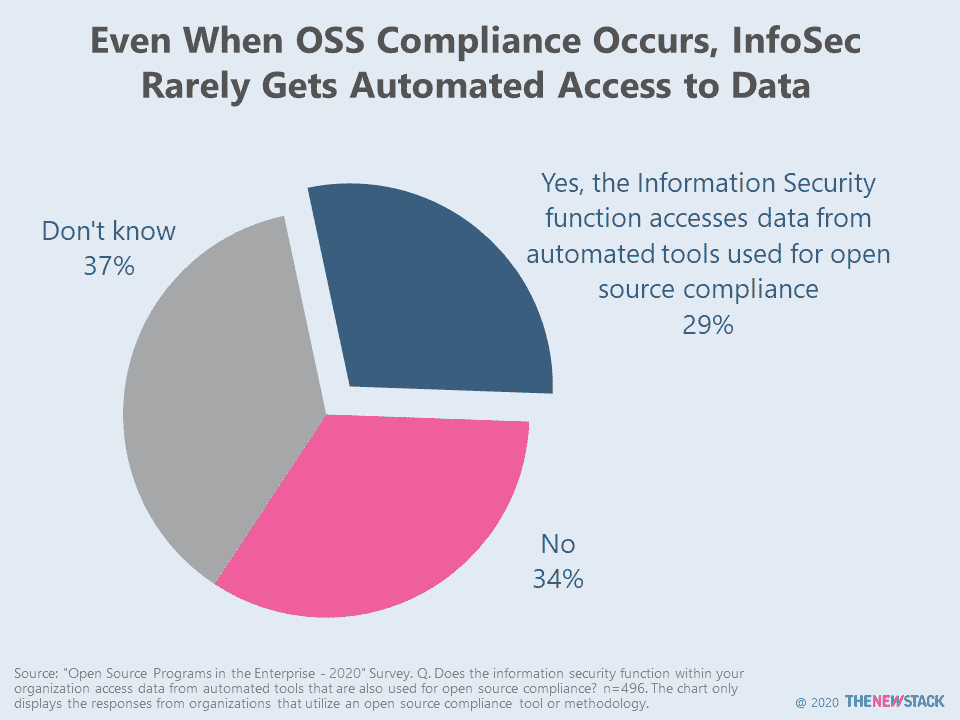 Even When OSS Compliance Occurs, InfoSec
Rarely Gets Automated Access to Data
Yes, the Information Security
function accesses data from
automated tools used for open
source compliance
29%
Don't know
37%
No
34%
Source: "Open Source Programs in the Enterprise - 2020" Survey. Q. Does the information security function within your
organization access data from automated tools that are also used for open source compliance? n=496. The chart only
displays the responses from organizations that utilize an open source compliance tool or methodology.
@ 2020 THENEWSTACK